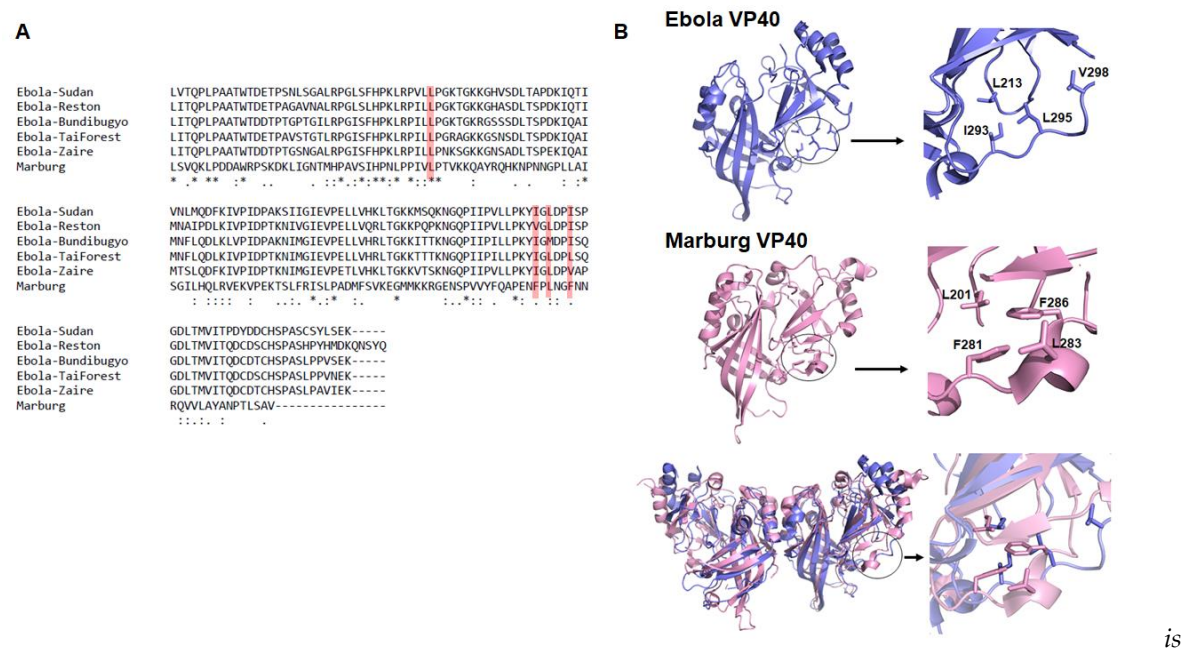 A
Ebola-Sudan LVTQPLPAATWTDETPSNLSGALRPGLSFHPKLRPVLLPGKTGKKGHVSDLTAPDKIQTI
Ebola-Reston LITQPLPAATWTDETPAGAVNALRPGLSLHPKLRPILLPGKTGKKGHASDLTSPDKIQTI
Ebola-Bundibugyo LITQPLPAATWTDETPTGPTGILRPGISFHPKLRPILLPGKTGKRGSSSDLTSPDKIQAI
Ebola-TaiForest LITQPLPAATWTDETPAVSTGTLRPGISFHPKLRPILLPGRAGKKGSNSDLTSPDKIQAI
Ebola-Zaire LITQPLPAATWTDDTPTGSNGALRPGISFHPKLRPILLPNKSGKKGNSADLTSPEKIQAI
Marburg LSVQKLPDDAWRPSKDKLIGNTMHPAVSIHPNLPPIVLPTVKKQAYRQHKNPNNGPLLAI
* .* ** :* .. .: :*.*:**:* *::** *: : . : .: :*
Ebola-Sudan VNLMQDFKIVPIDPAKSIIGIEVPELLVHKLTGKKMSQKNGQPIIPVLLPKYIGLDPISP
Ebola-Reston MNAIPDLKIVPIDPTKNIVGIEVPELLVQRLTGKKPQPKNGQPIIPVLLPKYVGLDPISP
Ebola-Bundibugyo MNFLQDLKLVPIDPAKNIMGIEVPELLVHRLTGKKITTKNGQPIIPILLPKYIGMDPISQ
Ebola-TaiForest MNFLQDLKIVPIDPTKNIMGIEVPELLVHRLTGKKTTTKNGQPIIPILLPKYIGLDPLSQ
Ebola-Zaire MTSLQDFKIVPIDPTKNIMGIEVPETLVHKLTGKKVTSKNGQPIIPVLLPKYIGLDPVAP
Marburg SGILHQLRVEKVPEKTSLFRISLPADMFSVKEGMMKKRGENSPVVYFQAPENFPLNGFNN
: :::: : : ..:. *.:* :. * . :..*:: *: : :: .
Ebola-Sudan GDLTMVITPDYDDCHSPASCSYLSEK-----
Ebola-Reston GDLTMVITQDCDSCHSPASHPYHMDKQNSYQ
Ebola-Bundibugyo GDLTMVITQDCDTCHSPASLPPVSEK-----
Ebola-TaiForest GDLTMVITQDCDSCHSPASLPPVNEK-----
Ebola-Zaire GDLTMVITQDCDTCHSPASLPAVIEK-----
Marburg RQVVLAYANPTLSAV----------------
::.:. : .
B
Ebola VP40
L213
V298
I293
L295
Marburg VP40
L201
F286
F281
L283
is